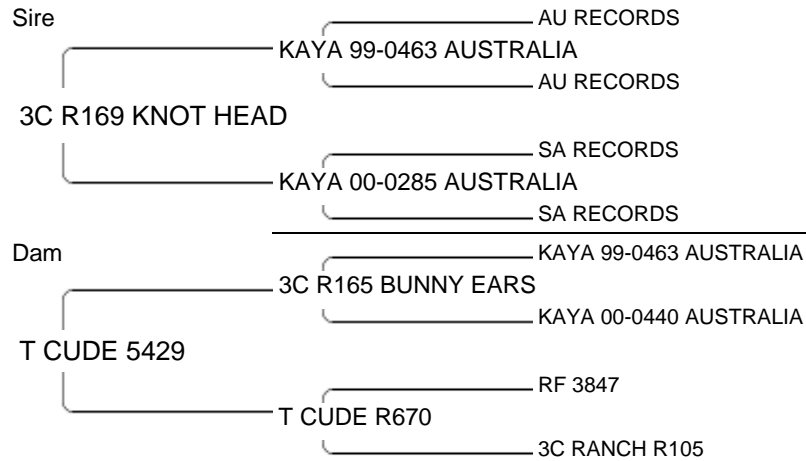 Sire
AU RECORDS
KAYA 99-0463 AUSTRALIA
AU RECORDS
3C R169 KNOT HEAD
SA RECORDS
KAYA 00-0285 AUSTRALIA
SA RECORDS
Dam
KAYA 99-0463 AUSTRALIA
3C R165 BUNNY EARS
KAYA 00-0440 AUSTRALIA
T CUDE 5429
RF 3847
T CUDE R670
3C RANCH R105